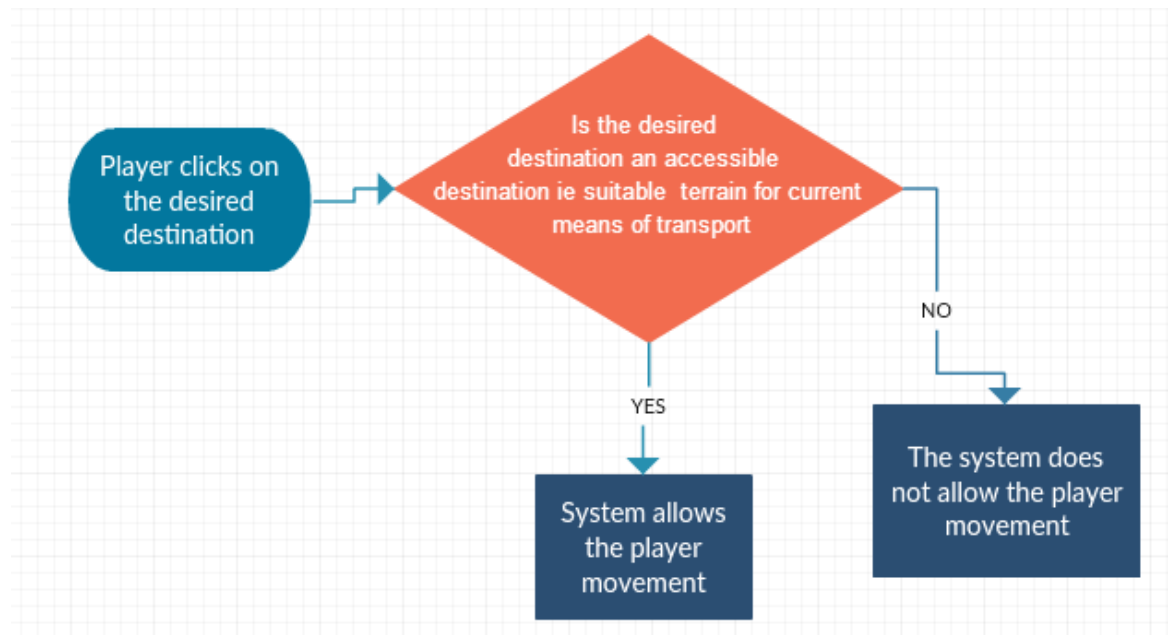 Player clicks on
the desired
destination
Is the desired
destination an accessible
destination ie suitable terrain for current
means of transport
NO
YES
System allows
the player
movement
The system does
not allow the player
movement